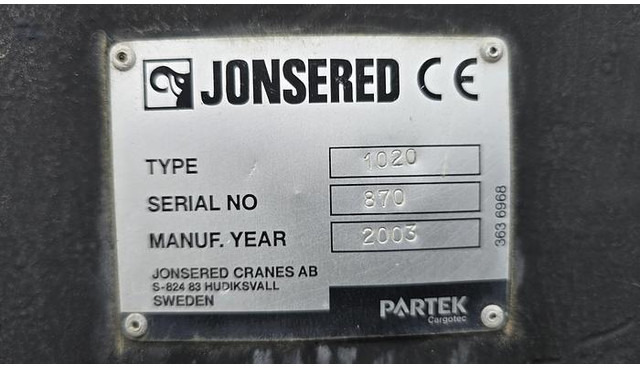 JONSERED CE
TYPE 1020
SERIAL NO 870
MANUF. YEAR 2003
363 6968
JONSERED CRANES AB
S-824 83 HUDIKSVALL
SWEDEN
PARTEK
Cargotec